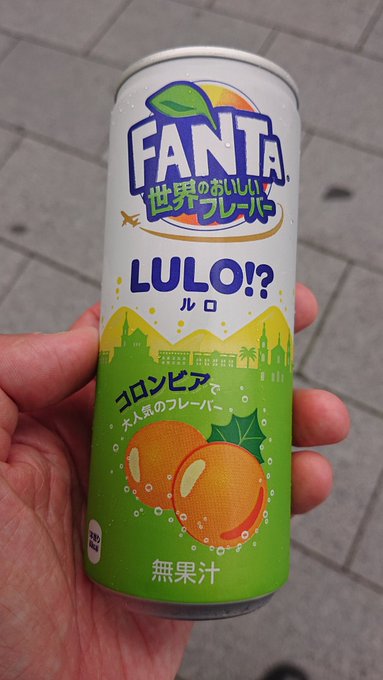 FANTA
世界のおいしい
フレーバー
LULO!?
ルロ
コロンビアで
大人気のフレーバー
無果汁